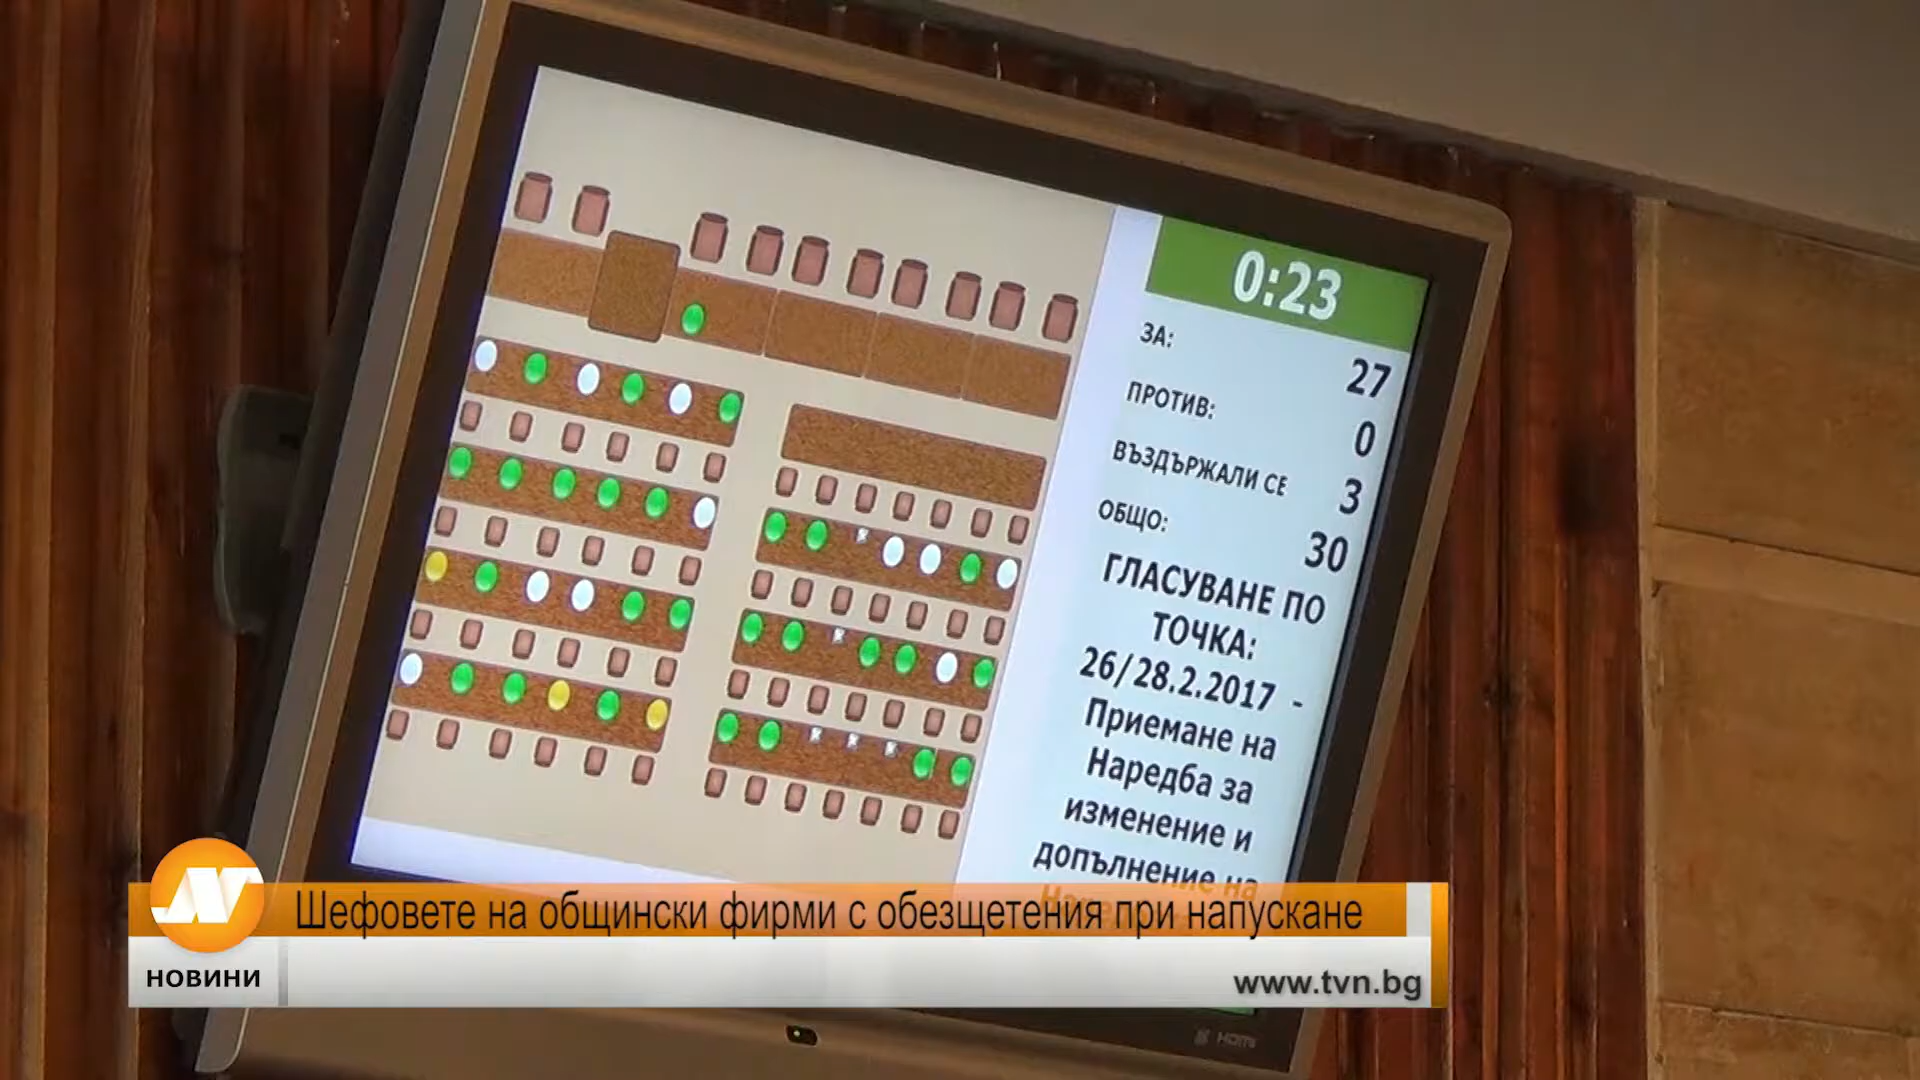 0:23
ЗА: 27
ПРОТИВ: 0
ВЪЗДЪРЖАЛИ СЕ 3
ОБЩО: 30
ГЛАСУВАНЕ ПО
ТОЧКА:
26/28.2.2017 -
Приемане на
Наредба за
изменение и
допълнение на
Шефовете на общински фирми с обезщетения при напускане
НОВИНИ
www.tvn.bg
HDMI